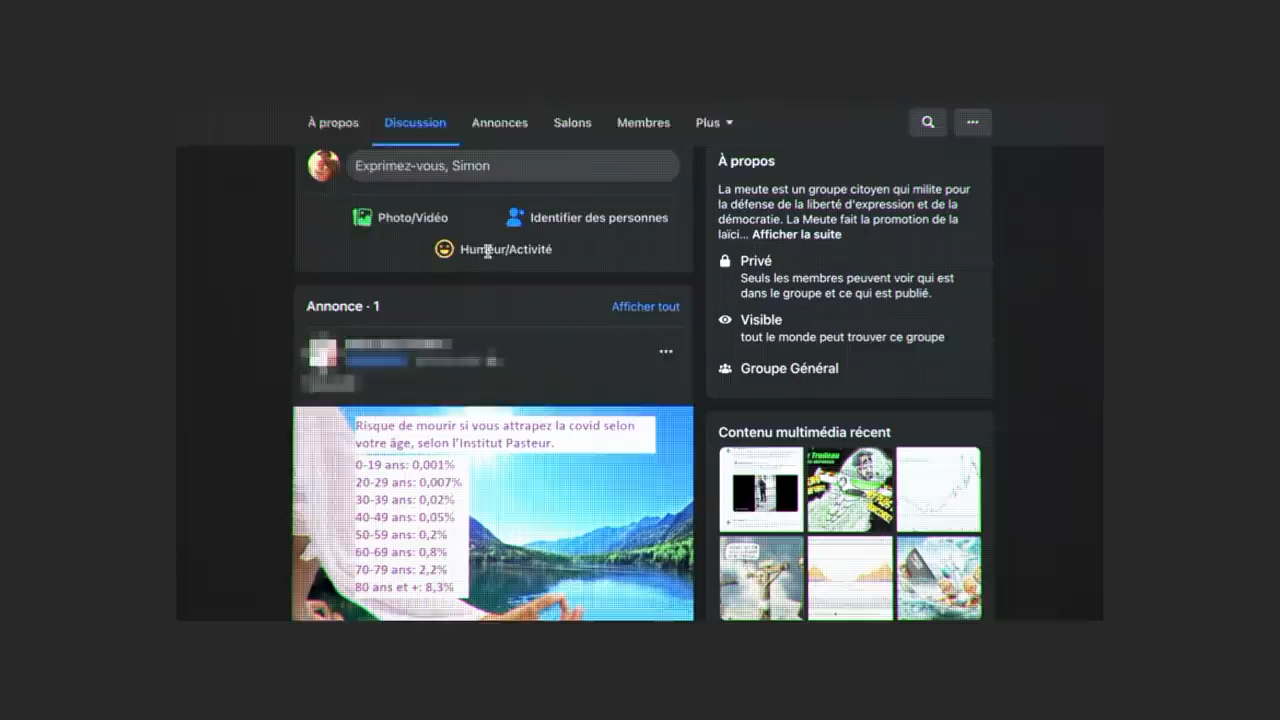 À propos
Discussion
Annonces
Salons
Membres
Plus
Exprimez-vous, Simon
Photo/Vidéo
Identifier des personnes
Humeur/Activité
Annonce · 1
Afficher tout
Risque de mourir si vous attrapez la covid selon
votre âge, selon l'Institut Pasteur.
0-19 ans: 0,001%
20-29 ans: 0,007%
30-39 ans: 0,02%
40-49 ans: 0,05%
50-59 ans: 0,2%
60-69 ans: 0,8%
70-79 ans: 2,2%
80 ans et +: 8,3%
À propos
La meute est un groupe citoyen qui milite pour
la défense de la liberté d'expression et de la
démocratie. La Meute fait la promotion de la
laïci... Afficher la suite
Privé
Seuls les membres peuvent voir qui est
dans le groupe et ce qui est publié.
Visible
tout le monde peut trouver ce groupe
Groupe Général
Contenu multimédia récent
Trudeau